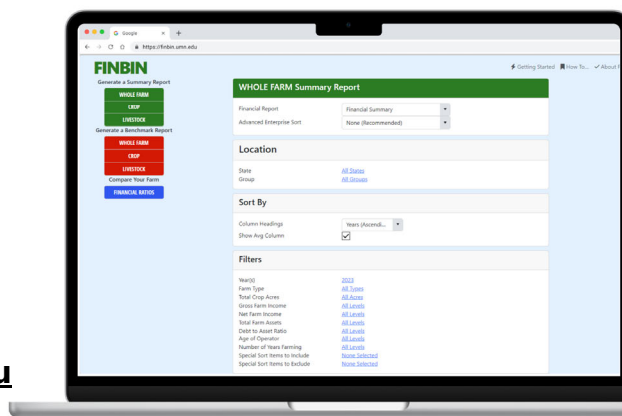 Google × +
https://finbin.umn.edu
FINBIN
Getting Started How To... About F
Generate a Summary Report
WHOLE FARM
CROP
LIVESTOCK
Generate a Benchmark Report
WHOLE FARM
CROP
LIVESTOCK
Compare Your Farm
FINANCIAL RATIOS
WHOLE FARM Summary Report
Financial Report Financial Summary
Advanced Enterprise Sort None (Recommended)
Location
State All States
Group All Groups
Sort By
Column Headings Years (Ascendi...
Show Avg Column
Filters
Year(s) 2023
Farm Type All Types
Total Crop Acres All Acres
Gross Farm Income All Levels
Net Farm Income All Levels
Total Farm Assets All Levels
Debt to Asset Ratio All Levels
Age of Operator All Levels
Number of Years Farming All Levels
Special Sort Items to Include None Selected
Special Sort Items to Exclude None Selected
u